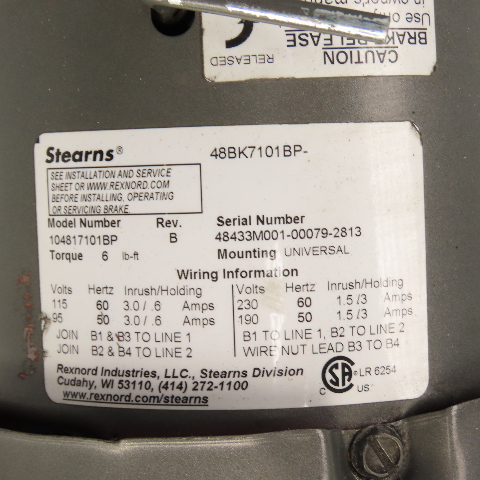 in owner's man
Use only
CAUTION
BRAKE RELEASE
RELEASED
Stearns®
48BK7101BP-
SEE INSTALLATION AND SERVICE
SHEET OR WWW.REXNORD.COM
BEFORE INSTALLING, OPERATING
OR SERVICING BRAKE.
Model Number Rev. Serial Number
104817101BP B 48433M001-00079-2813
Torque 6 lb-ft Mounting UNIVERSAL
Wiring Information
Volts Hertz Inrush/Holding Volts Hertz Inrush/Holding
115 60 3.0/ .6 Amps 230 60 1.5/.3 Amps
95 50 3.0/ .6 Amps 190 50 1.5/.3 Amps
JOIN B1 & B3 TO LINE 1 B1 TO LINE 1, B2 TO LINE 2
JOIN B2 & B4 TO LINE 2 WIRE NUT LEAD B3 TO B4
Rexnord Industries, LLC., Stearns Division
Cudahy, WI 53110, (414) 272-1100
www.rexnord.com/stearns
C SA® US LR 6254